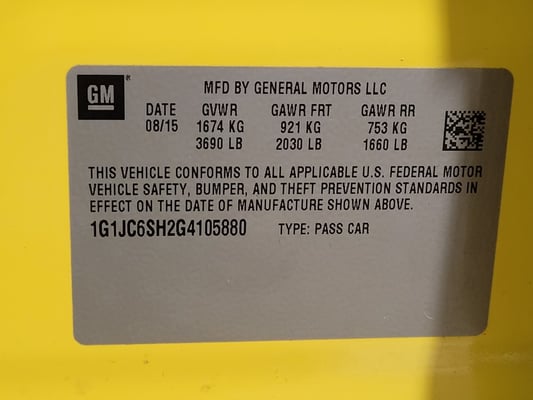 GM
MFD BY GENERAL MOTORS LLC
DATE GVWR GAWR FRT GAWR RR
08/15 1674 KG 921 KG 753 KG
3690 LB 2030 LB 1660 LB
THIS VEHICLE CONFORMS TO ALL APPLICABLE U.S. FEDERAL MOTOR
VEHICLE SAFETY, BUMPER, AND THEFT PREVENTION STANDARDS IN
EFFECT ON THE DATE OF MANUFACTURE SHOWN ABOVE.
1G1JC6SH2G4105880 TYPE: PASS CAR